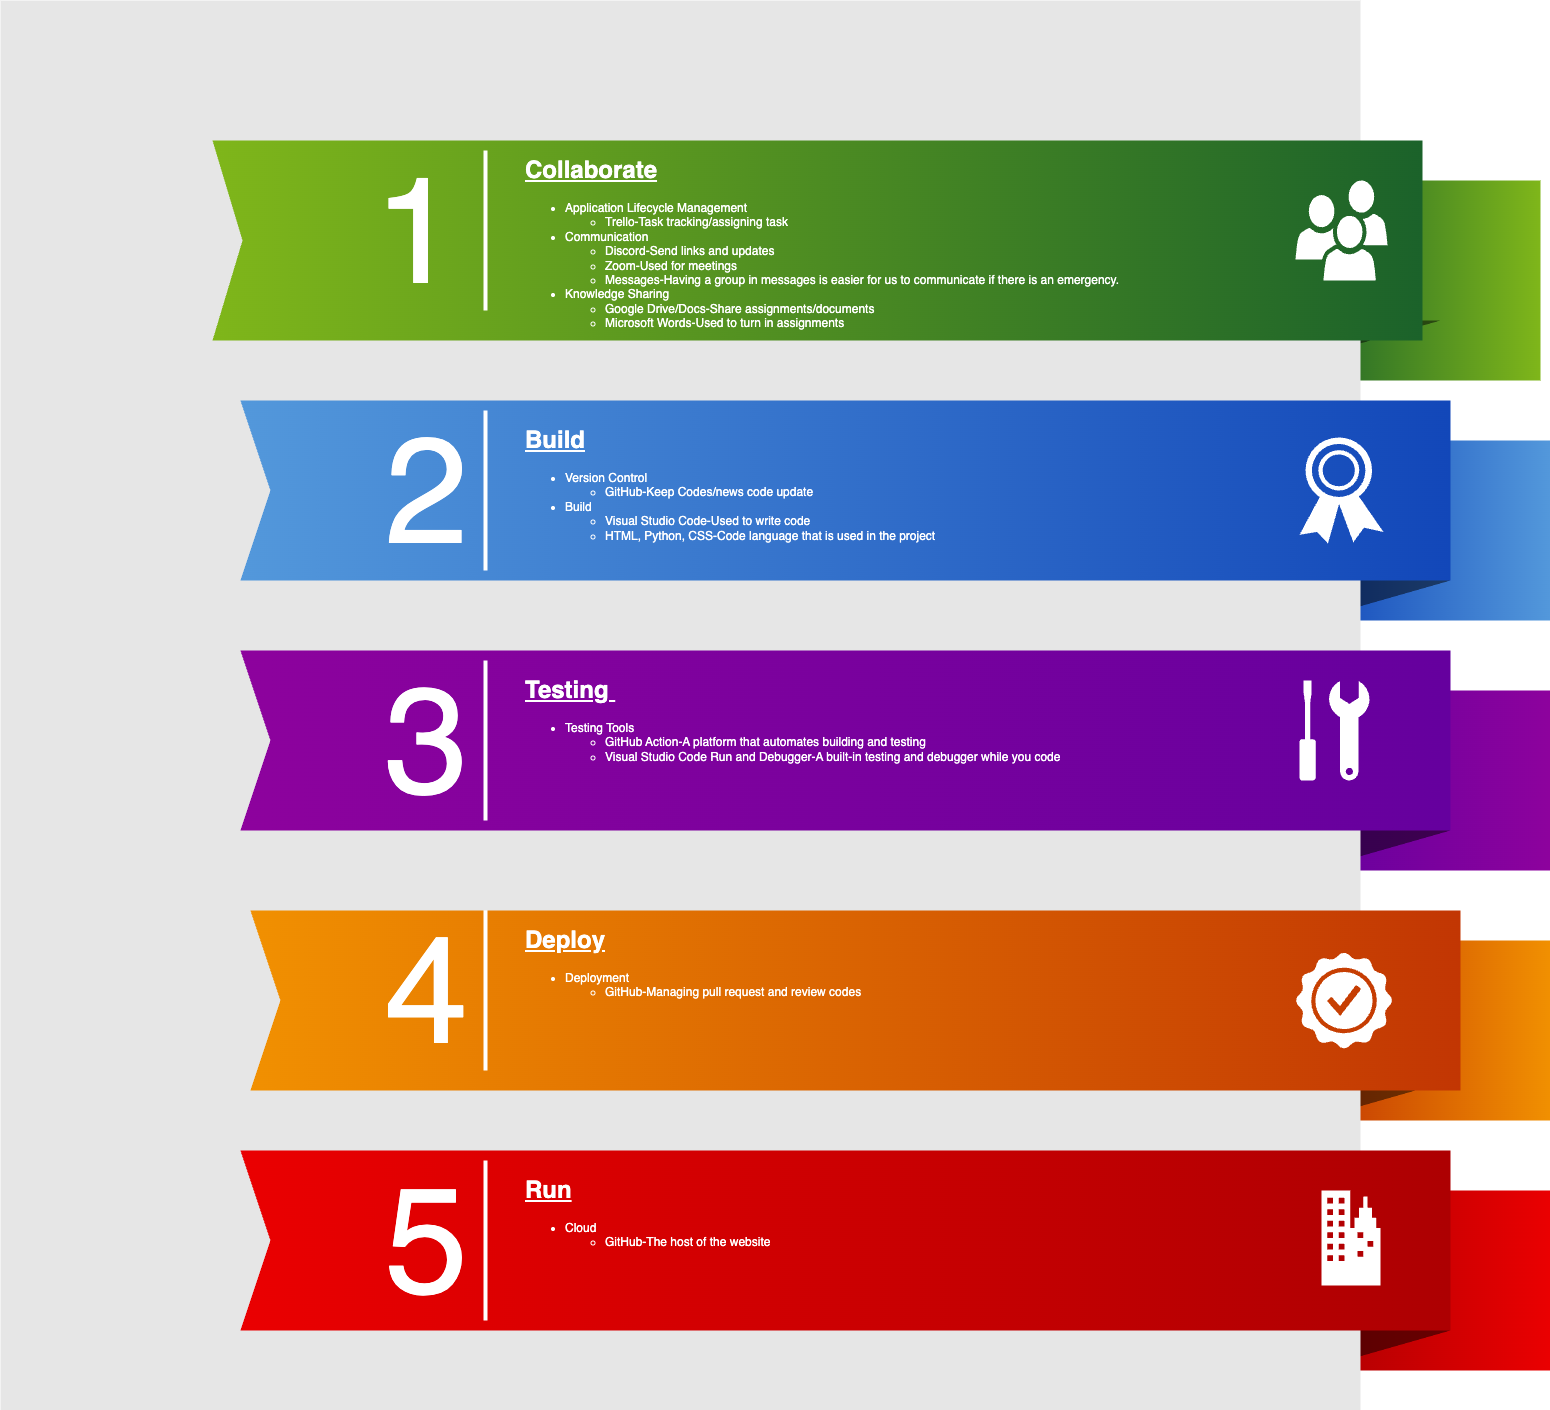 1
Collaborate
• Application Lifecycle Management
◦ Trello-Task tracking/assigning task
• Communication
◦ Discord-Send links and updates
◦ Zoom-Used for meetings
◦ Messages-Having a group in messages is easier for us to communicate if there is an emergency.
• Knowledge Sharing
◦ Google Drive/Docs-Share assignments/documents
◦ Microsoft Words-Used to turn in assignments
2
Build
• Version Control
◦ GitHub-Keep Codes/news code update
• Build
◦ Visual Studio Code-Used to write code
◦ HTML, Python, CSS-Code language that is used in the project
3
Testing
• Testing Tools
◦ GitHub Action-A platform that automates building and testing
◦ Visual Studio Code Run and Debugger-A built-in testing and debugger while you code
4
Deploy
• Deployment
◦ GitHub-Managing pull request and review codes
5
Run
• Cloud
◦ GitHub-The host of the website